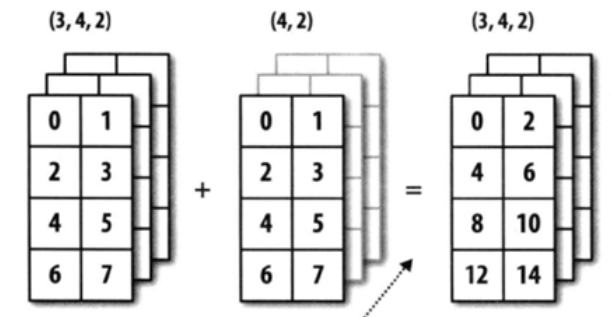 (3, 4, 2) (4, 2) (3, 4, 2)
0 1 0 1 0 2
2 3 + 2 3 = 4 6
4 5 4 5 8 10
6 7 6 7 12 14